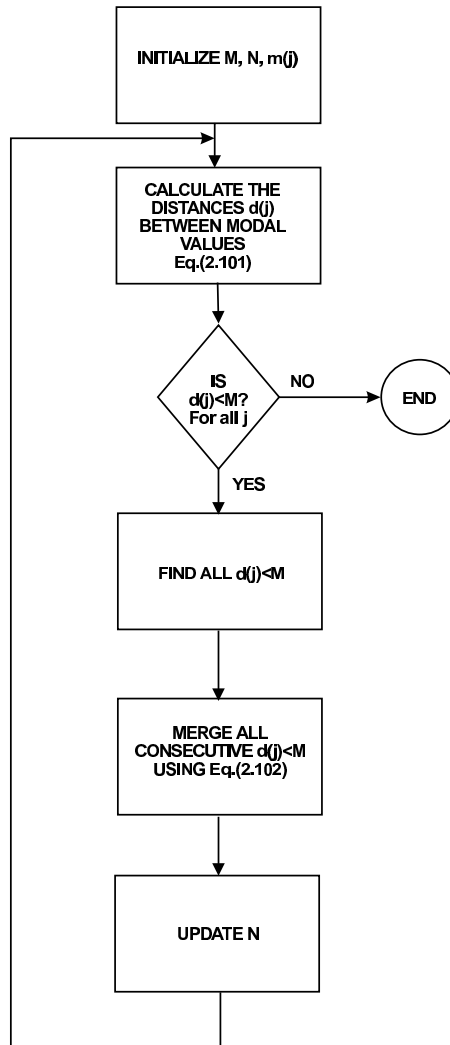 INITIALIZE M, N, m(j)
CALCULATE THE
DISTANCES d(j)
BETWEEN MODAL
VALUES
Eq.(2.101)
IS
d(j)<M?
For all j
NO
END
YES
FIND ALL d(j)<M
MERGE ALL
CONSECUTIVE d(j)<M
USING Eq.(2.102)
UPDATE N